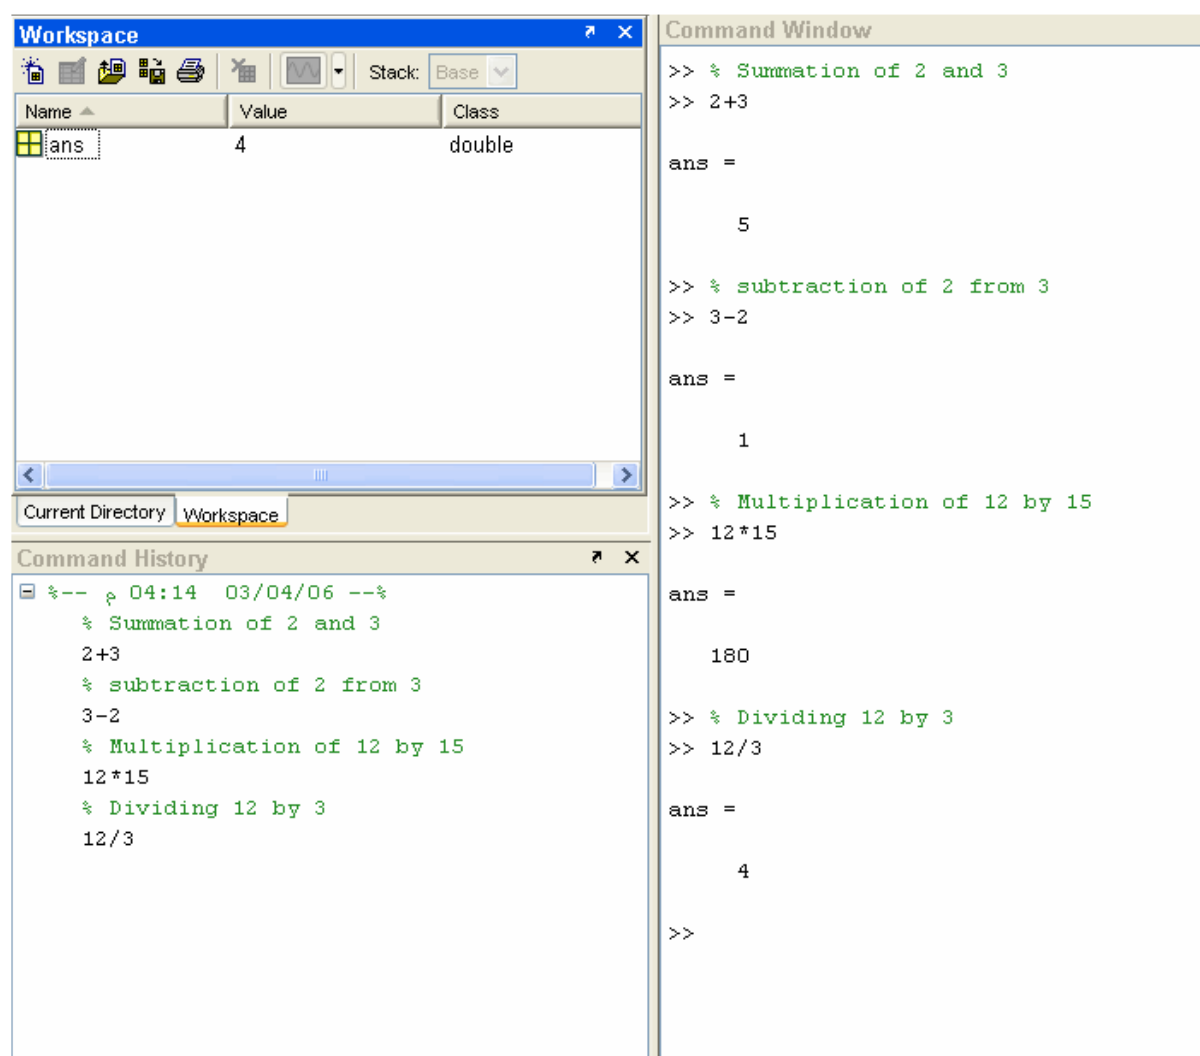 Workspace
Stack: Base
Name Value Class
ans 4 double
Current Directory Workspace
Command History
%-- م 04:14 03/04/06 --%
% Summation of 2 and 3
2+3
% subtraction of 2 from 3
3-2
% Multiplication of 12 by 15
12*15
% Dividing 12 by 3
12/3
Command Window
>> % Summation of 2 and 3
>> 2+3
ans =
5
>> % subtraction of 2 from 3
>> 3-2
ans =
1
>> % Multiplication of 12 by 15
>> 12*15
ans =
180
>> % Dividing 12 by 3
>> 12/3
ans =
4
>>